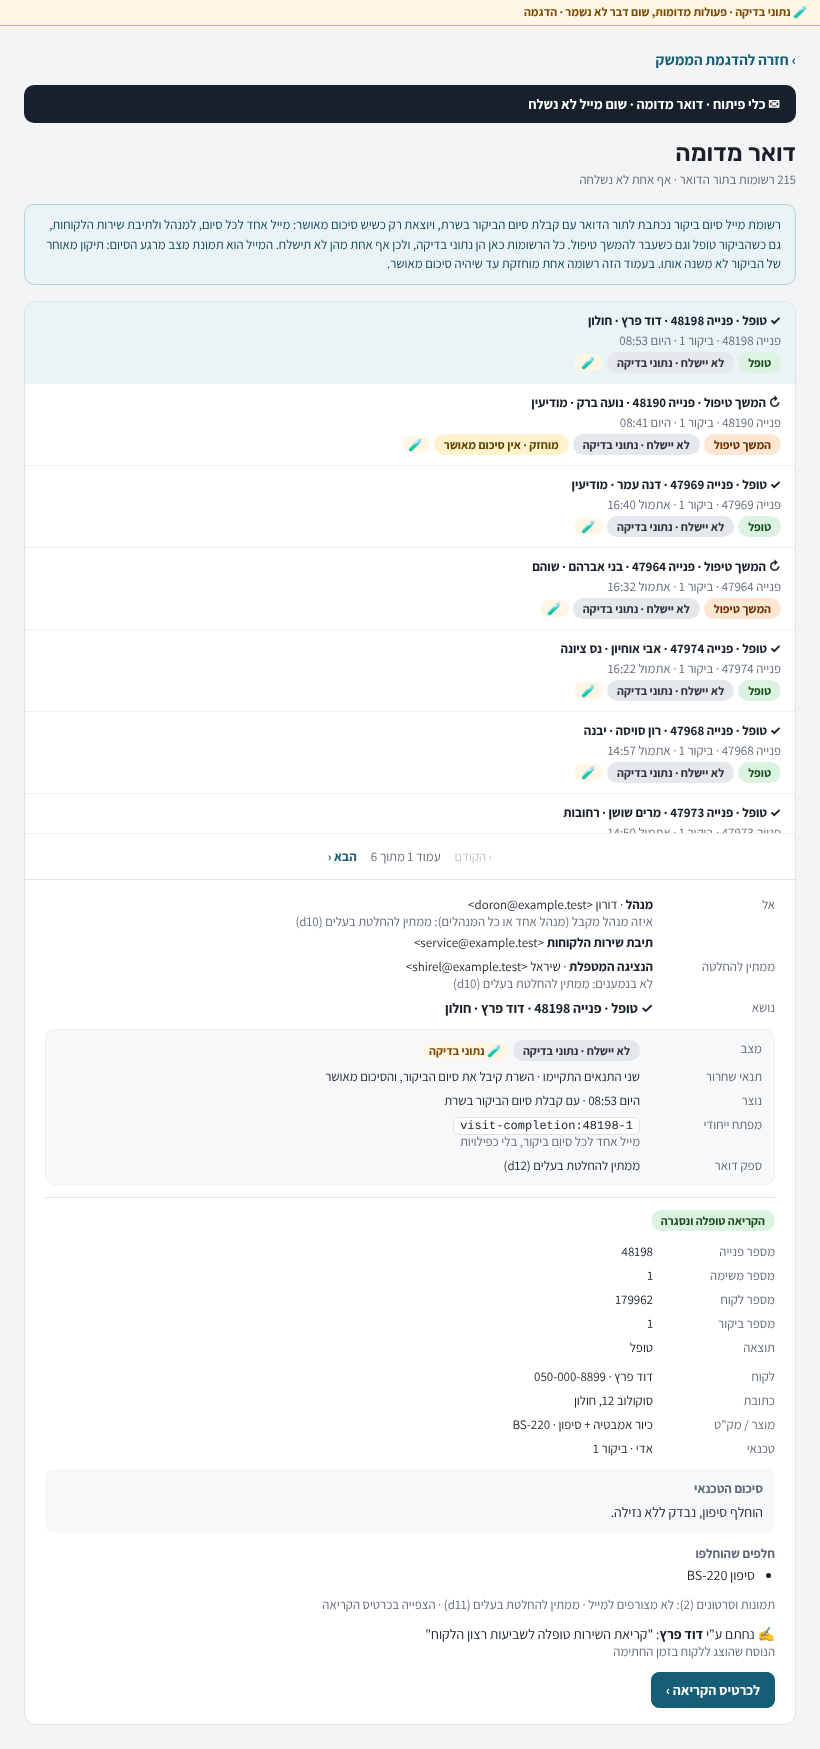 🧪 נתוני בדיקה · פעולות מדומות, שום דבר לא נשמר · הדגמה
› חזרה להדגמת הממשק
✉ כלי פיתוח · דואר מדומה · שום מייל לא נשלח
דואר מדומה
215 רשומות בתור הדואר · אף אחת לא נשלחה
רשומת מייל סיום ביקור נכתבת לתור הדואר עם קבלת סיום הביקור בשרת, ויוצאת רק כשיש סיכום מאושר: מייל אחד לכל סיום, למנהל ולתיבת שירות הלקוחות,
גם כשהביקור טופל וגם כשעבר להמשך טיפול. כל הרשומות כאן הן נתוני בדיקה, ולכן אף אחת מהן לא תישלח. המייל הוא תמונת מצב מרגע הסיום: תיקון מאוחר
של הביקור לא משנה אותו. בעמוד הזה רשומה אחת מוחזקת עד שיהיה סיכום מאושר.
✓ טופל · פנייה 48198 · דוד פרץ · חולון
פנייה 48198 · ביקור 1 · היום 08:53
טופל לא יישלח · נתוני בדיקה 🧪
↻ המשך טיפול · פנייה 48190 · נועה ברק · מודיעין
פנייה 48190 · ביקור 1 · היום 08:41
המשך טיפול לא יישלח · נתוני בדיקה מוחזק · אין סיכום מאושר 🧪
✓ טופל · פנייה 47969 · דנה עמר · מודיעין
פנייה 47969 · ביקור 1 · אתמול 16:40
טופל לא יישלח · נתוני בדיקה 🧪
↻ המשך טיפול · פנייה 47964 · בני אברהם · שוהם
פנייה 47964 · ביקור 1 · אתמול 16:32
המשך טיפול לא יישלח · נתוני בדיקה 🧪
✓ טופל · פנייה 47974 · אבי אוחיון · נס ציונה
פנייה 47974 · ביקור 1 · אתמול 16:22
טופל לא יישלח · נתוני בדיקה 🧪
✓ טופל · פנייה 47968 · רון סויסה · יבנה
פנייה 47968 · ביקור 1 · אתמול 14:57
טופל לא יישלח · נתוני בדיקה 🧪
✓ טופל · פנייה 47973 · מרים ששון · רחובות
פנייה 47973 · ביקור 1 · אתמול 14:50
› הקודם עמוד 1 מתוך 6 הבא ‹
אל מנהל · דורון <doron@example.test>
איזה מנהל מקבל (מנהל אחד או כל המנהלים): ממתין להחלטת בעלים (d10)
תיבת שירות הלקוחות <service@example.test>
ממתין להחלטה הנציגה המטפלת · שיראל <shirel@example.test>
לא בנמענים: ממתין להחלטת בעלים (d10)
נושא ✓ טופל · פנייה 48198 · דוד פרץ · חולון
מצב לא יישלח · נתוני בדיקה 🧪 נתוני בדיקה
תנאי שחרור שני התנאים התקיימו · השרת קיבל את סיום הביקור, והסיכום מאושר
נוצר היום 08:53 · עם קבלת סיום הביקור בשרת
מפתח ייחודי visit-completion:48198-1
מייל אחד לכל סיום ביקור, בלי כפילויות
ספק דואר ממתין להחלטת בעלים (d12)
הקריאה טופלה ונסגרה
מספר פנייה 48198
מספר משימה 1
מספר לקוח 179962
מספר ביקור 1
תוצאה טופל
לקוח דוד פרץ · 050-000-8899
כתובת סוקולוב 12, חולון
מוצר / מק"ט כיור אמבטיה + סיפון · BS-220
טכנאי אדי · ביקור 1
סיכום הטכנאי
הוחלף סיפון, נבדק ללא נזילה.
חלפים שהוחלפו
• סיפון BS-220
תמונות וסרטונים (2): לא מצורפים למייל · ממתין להחלטת בעלים (d11) · הצפייה בכרטיס הקריאה
✍ נחתם ע"י דוד פרץ: "קריאת השירות טופלה לשביעות רצון הלקוח"
הנוסח שהוצג ללקוח בזמן החתימה
לכרטיס הקריאה ‹